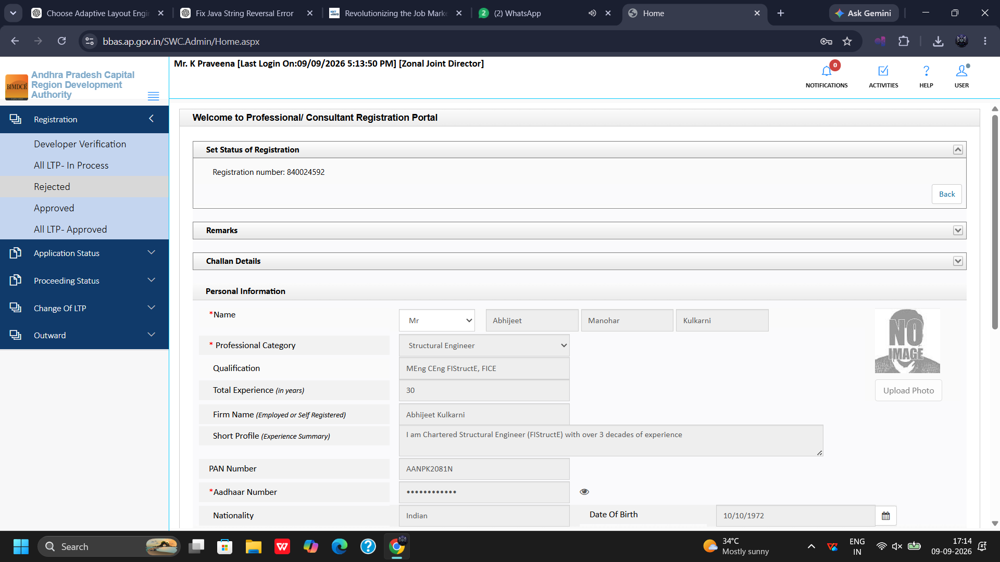 Choose Adaptive Layout Engin
Fix Java String Reversal Error
Revolutionizing the Job Marke
(2) WhatsApp
Home
Ask Gemini
bbas.ap.gov.in/SWC.Admin/Home.aspx
BIMDCR
Andhra Pradesh Capital
Region Development
Authority
Mr. K Praveena [Last Login On:09/09/2026 5:13:50 PM] [Zonal Joint Director]
0
NOTIFICATIONS
ACTIVITIES
HELP
USER
Registration
Developer Verification
All LTP- In Process
Rejected
Approved
All LTP- Approved
Application Status
Proceeding Status
Change Of LTP
Outward
Welcome to Professional/ Consultant Registration Portal
Set Status of Registration
Registration number: 840024592
Back
Remarks
Challan Details
Personal Information
*Name
Mr
Abhijeet
Manohar
Kulkarni
NO
IMAGE
Upload Photo
* Professional Category
Structural Engineer
Qualification
MEng CEng FIStructE, FICE
Total Experience (in years)
30
Firm Name (Employed or Self Registered)
Abhijeet Kulkarni
Short Profile (Experience Summary)
I am Chartered Structural Engineer (FIStructE) with over 3 decades of experience
PAN Number
AANPK2081N
*Aadhaar Number
••••••••••••
Nationality
Indian
Date Of Birth
10/10/1972
Search
34°C
Mostly sunny
ENG
IN
17:14
09-09-2026